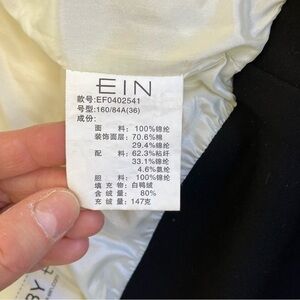 EIN
款号:EF0402541
号型:160/84A(36)
成份:
面 料: 100%锦纶
装饰面层: 70.6%棉
29.4%锦纶
配 料: 62.3%粘纤
33.1%锦纶
4.6%氨纶
胆 料: 100%锦纶
填 充 物: 白鸭绒
含 绒 量: 80%
充 绒 量: 147克
BY